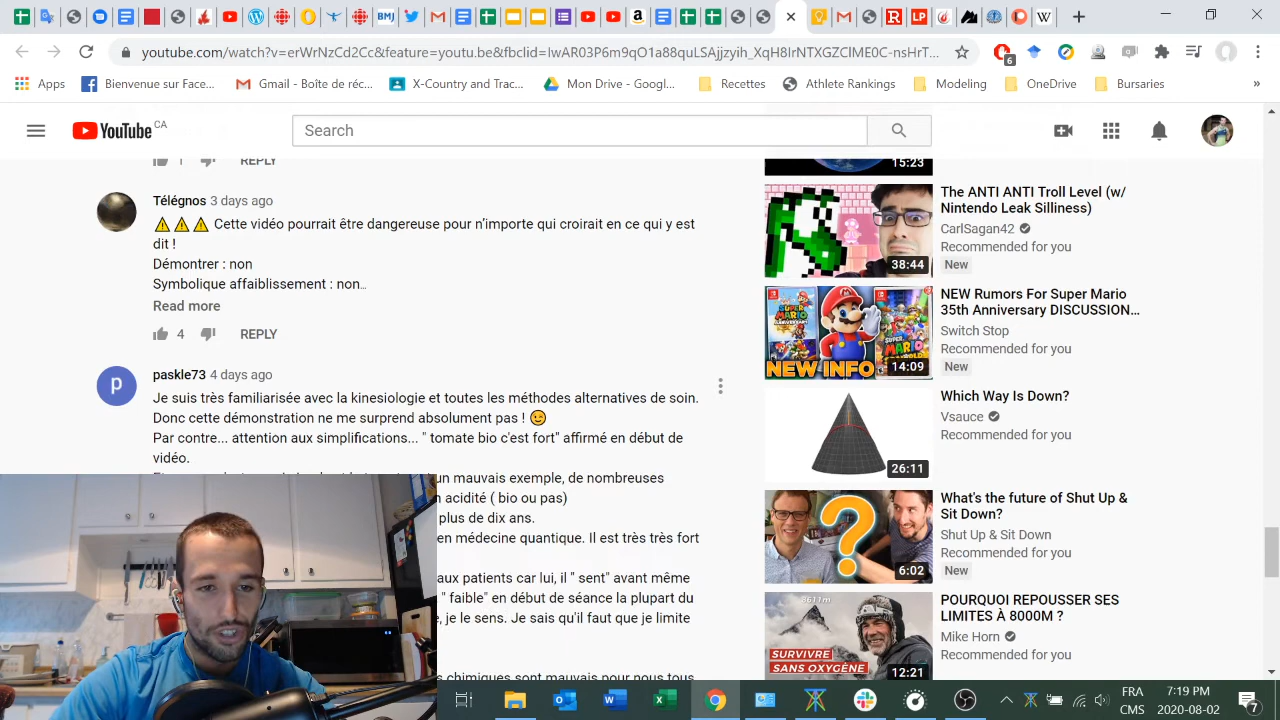 youtube.com/watch?v=erWrNzCd2Cc&feature=youtu.be&fbclid=IwAR03P6m9qO1a88quLSAjjzyih_XqH8IrNTXGZClME0C-nsHrT...
6
Apps
Bienvenue sur Face...
Gmail - Boite de réc...
X-Country and Trac...
Mon Drive - Googl...
Recettes
Athlete Rankings
Modeling
OneDrive
Bursaries
»
YouTube CA
Search
1 REPLY
Télégnos 3 days ago
⚠️ ⚠️ ⚠️ Cette vidéo pourrait être dangereuse pour n'importe qui croirait en ce qui y est
dit !
Démontrer : non
Symbolique affaiblissement : non...
Read more
4 REPLY
4 days ago
Je suis très familiarisée avec la kinesiologie et toutes les méthodes alternatives de soin.
Donc cette démonstration ne me surprend absolument pas ! 😉
Par contre... attention aux simplifications... " tomate bio c'est fort" affirmé en début de
vidéo.
un mauvais exemple, de nombreuses
n acidité ( bio ou pas)
plus de dix ans.
en médecine quantique. Il est très très fort
aux patients car lui, il " sent" avant même
" faible" en début de séance la plupart du
, je le sens. Je sais qu'il faut que je limite
15:23
The ANTI ANTI Troll Level (w/
Nintendo Leak Silliness)
CarlSagan42
Recommended for you
New
38:44
NEW Rumors For Super Mario
35th Anniversary DISCUSSION...
Switch Stop
Recommended for you
New
NEW INFO
14:09
Which Way Is Down?
Vsauce
Recommended for you
26:11
What's the future of Shut Up &
Sit Down?
Shut Up & Sit Down
Recommended for you
New
6:02
POURQUOI REPOUSSER SES
LIMITES À 8000M ?
Mike Horn
Recommended for you
8611m
SURVIVRE
SANS OXYGÈNE
12:21
FRA
CMS
7:19 PM
2020-08-02
7